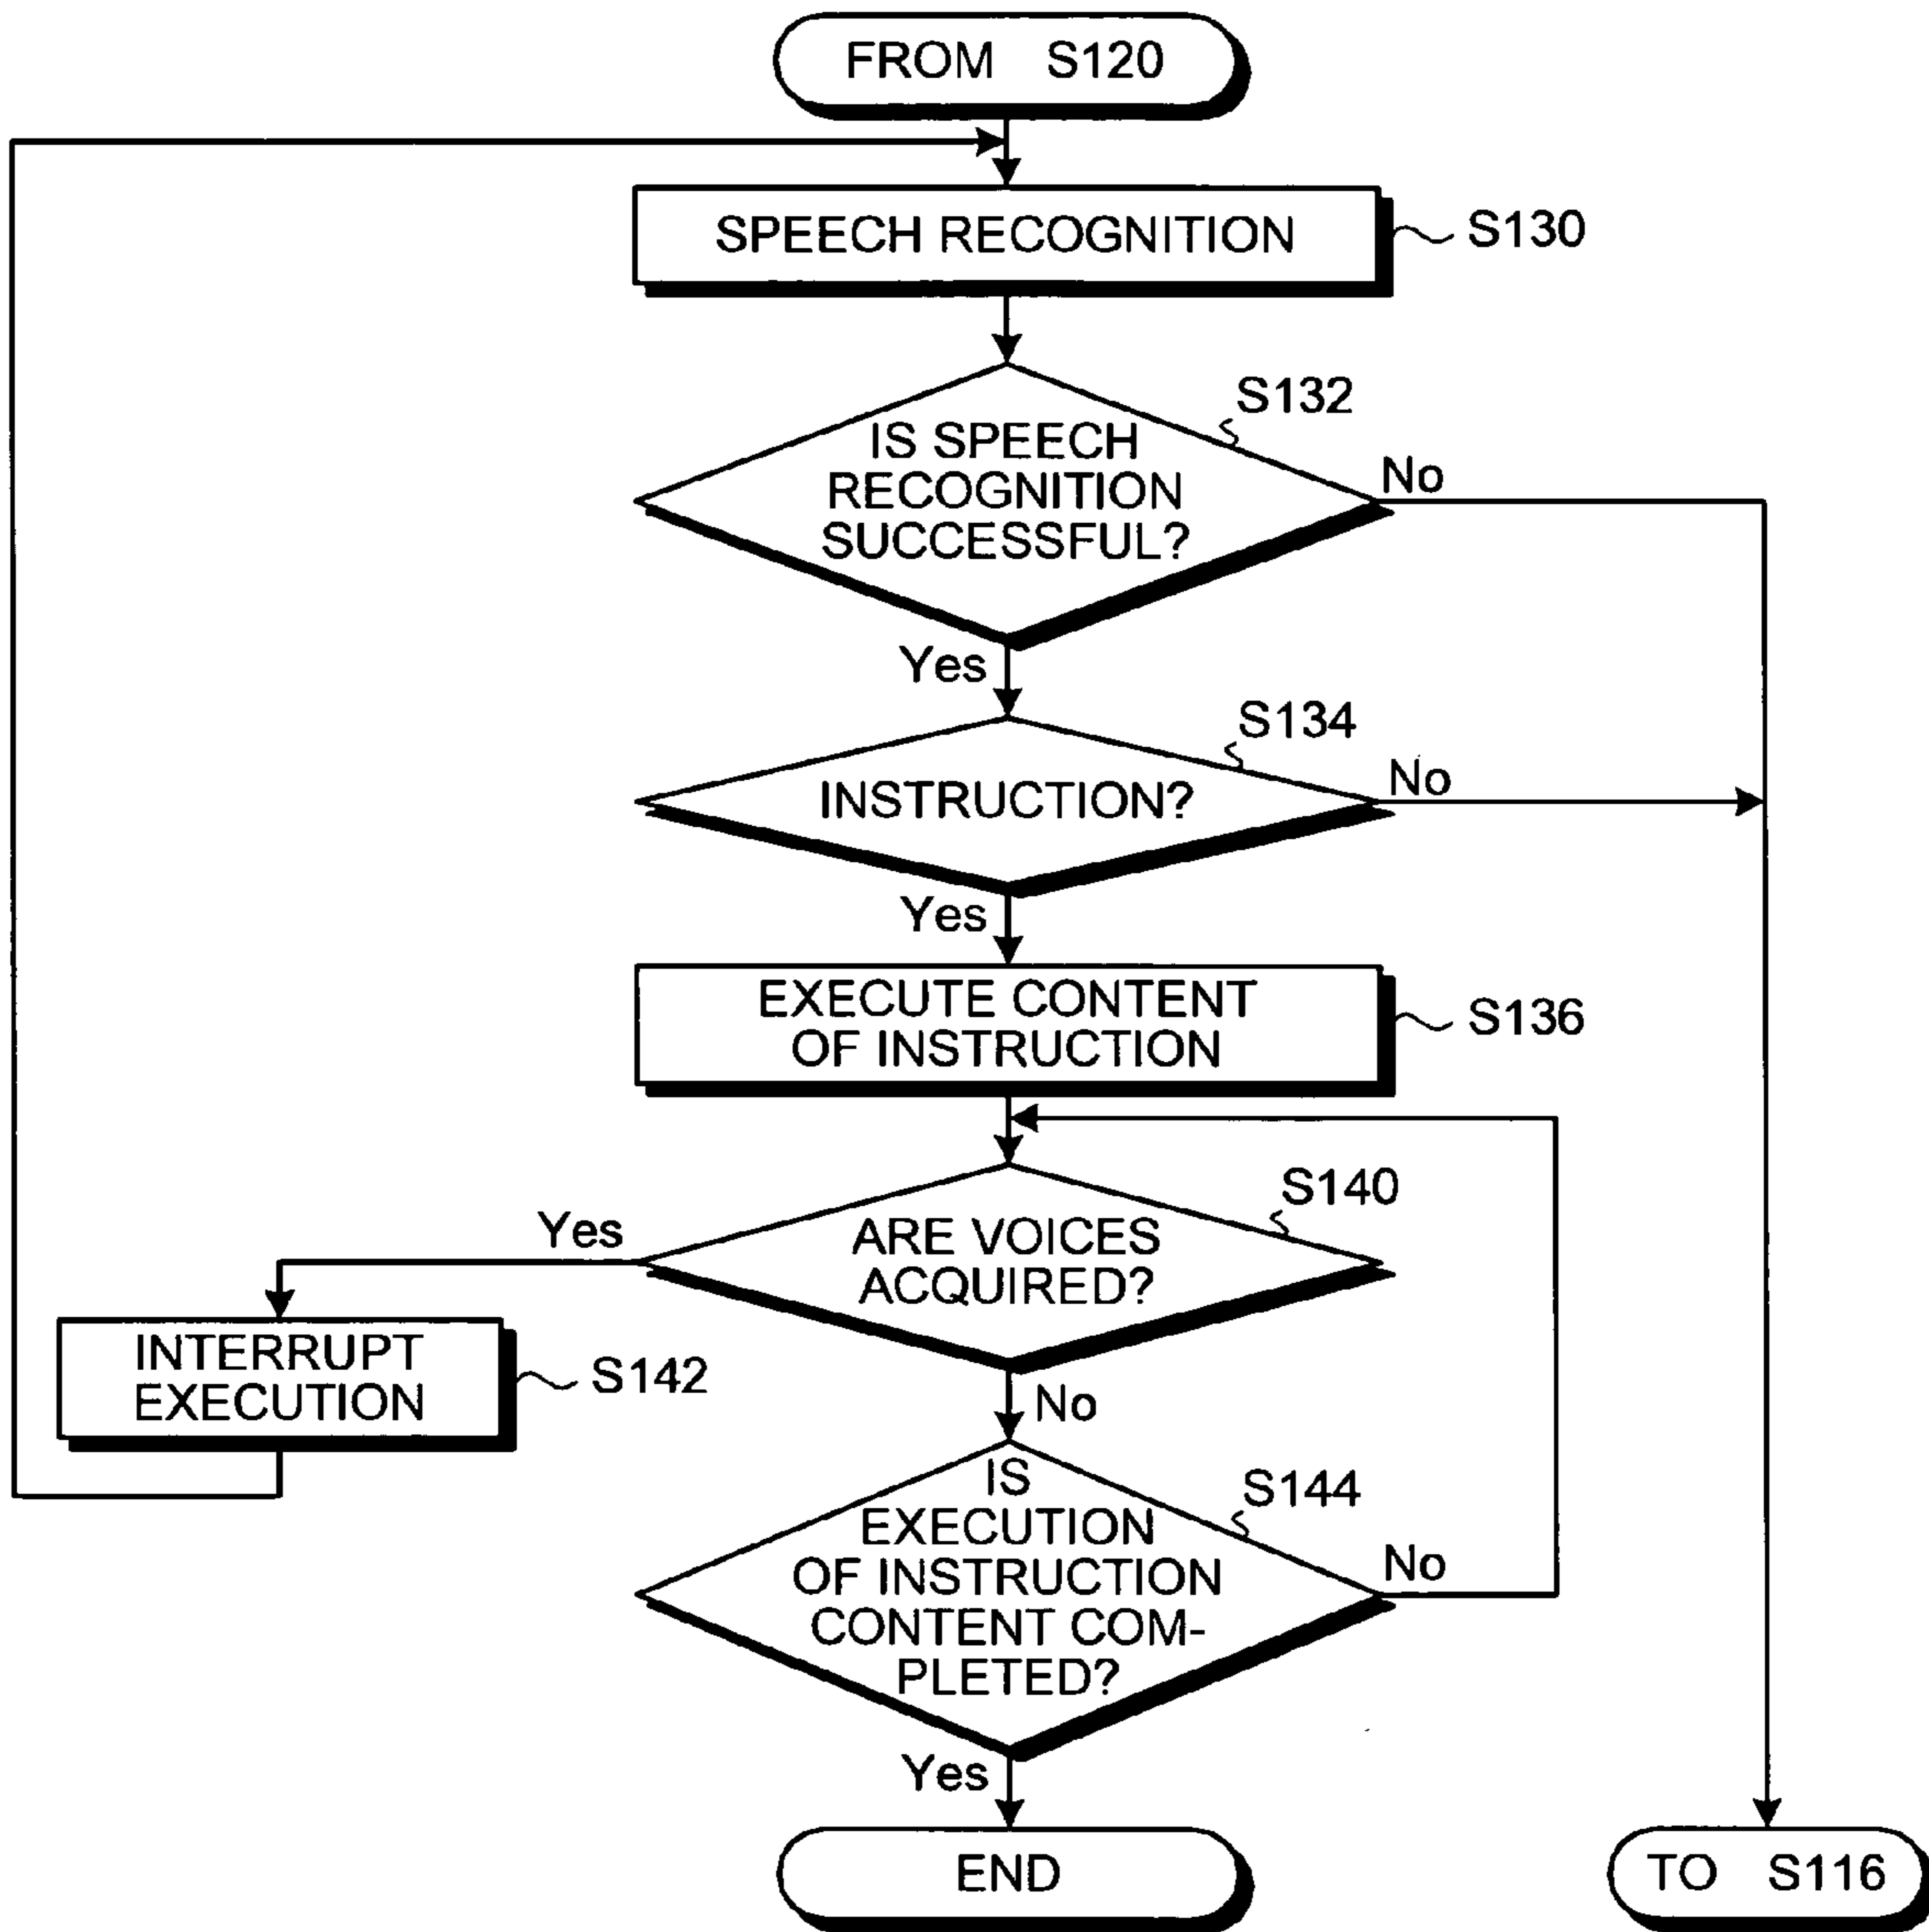 FROM S120
SPEECH RECOGNITION
S130
S132
IS SPEECH
RECOGNITION
SUCCESSFUL?
No
Yes
S134
INSTRUCTION?
No
Yes
EXECUTE CONTENT
OF INSTRUCTION
S136
S140
Yes
ARE VOICES
ACQUIRED?
INTERRUPT
EXECUTION
S142
No
S144
IS
EXECUTION
OF INSTRUCTION
CONTENT COM-
PLETED?
No
Yes
END
TO S116